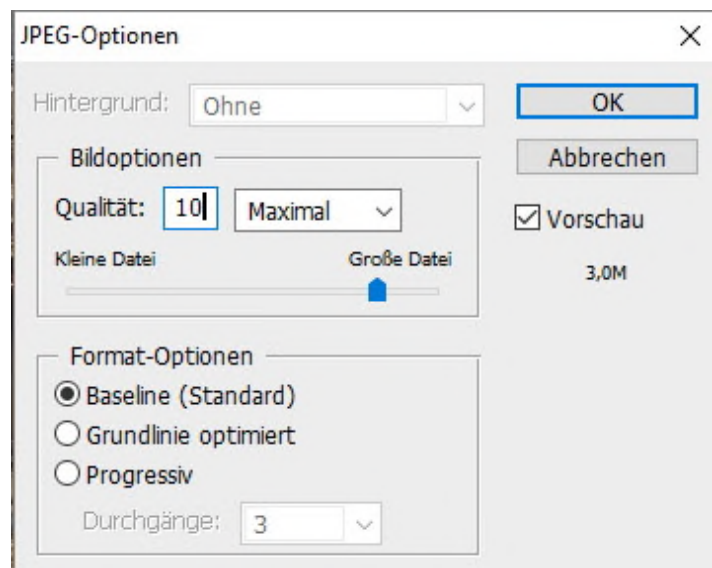 JPEG-Optionen
Hintergrund: Ohne
OK
Bildoptionen
Abbrechen
Qualität: 10 Maximal
Vorschau
Kleine Datei Große Datei
3,0M
Format-Optionen
Baseline (Standard)
Grundlinie optimiert
Progressiv
Durchgänge: 3